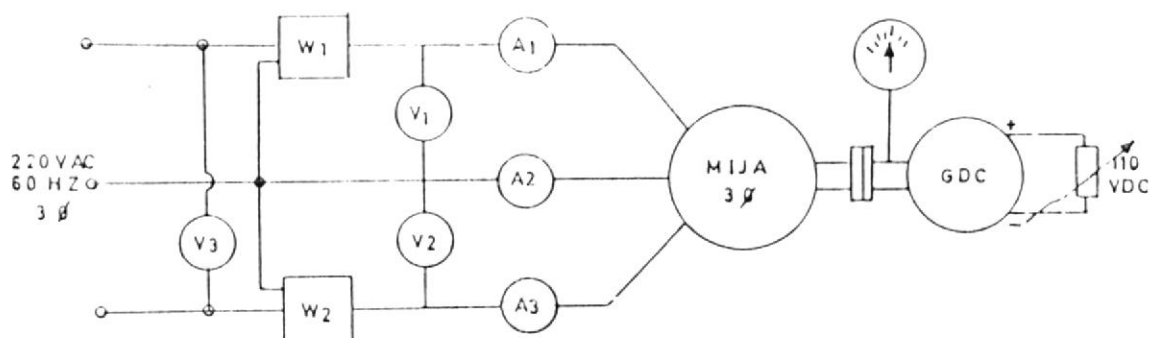 W1
A1
V1
220 VAC
60 HZ
3 Ø
A2
MIJA
3 Ø
GDC
+
−
110
VDC
V3
V2
W2
A3